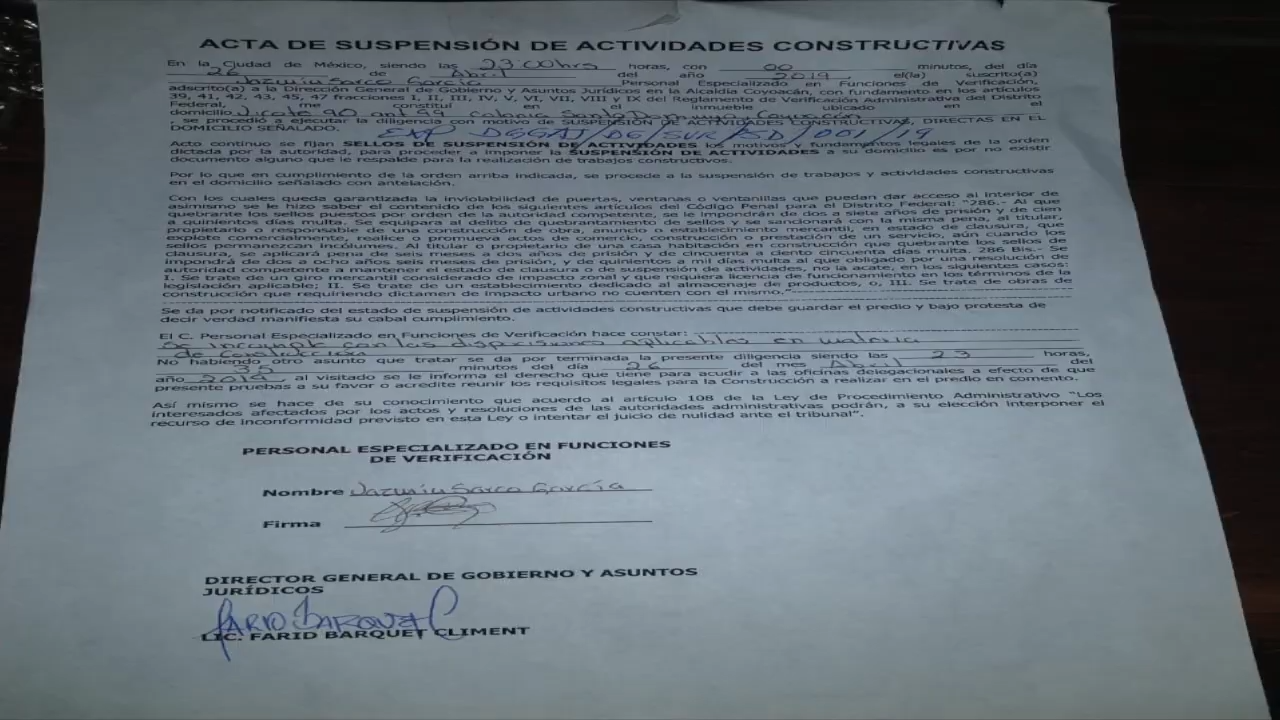 ACTA DE SUSPENSIÓN DE ACTIVIDADES CONSTRUCTIVAS
En la Ciudad de México, siendo las 23:00hrs horas, con 00 minutos, del día
26 de Abril del año 2019, el(la) suscrito(a)
Jazmín Sarco García Personal Especializado en Funciones de Verificación,
adscrito(a) a la Dirección General de Gobierno y Asuntos Jurídicos en la Alcaldía Coyoacán, con fundamento en los artículos
39, 41, 42, 43, 45, 47 fracciones I, II, III, IV, V, VI, VII, VIII y IX del Reglamento de Verificación Administrativa del Distrito
Federal, me constituí en el inmueble ubicado en el
domicilio Jicate 90 ant 99 Colonia Santo Domingo, Coyoacán
, se procedió a ejecutar la diligencia con motivo de SUSPENSIÓN DE ACTIVIDADES CONSTRUCTIVAS, DIRECTAS EN EL
DOMICILIO SEÑALADO. EXP DGGAJ/DG/SUR/SD/001/19
Acto continuo se fijan SELLOS DE SUSPENSIÓN DE ACTIVIDADES los motivos y fundamentos legales de la orden
dictada por la autoridad, para proceder a imponer la SUSPENSIÓN DE ACTIVIDADES a su domicilio es por no existir
documento alguno que le respalde para la realización de trabajos constructivos.
Por lo que en cumplimiento de la orden arriba indicada, se procede a la suspensión de trabajos y actividades constructivas
en el domicilio señalado con antelación.
Con los cuales queda garantizada la inviolabilidad de puertas, ventanas o ventanillas que puedan dar acceso al interior de
asimismo se le hizo saber el contenido de los siguientes artículos del Código Penal para el Distrito Federal: "286.- Al que
quebrante los sellos puestos por orden de la autoridad competente, se le impondrán de dos a siete años de prisión y de cien
a quinientos días multa. Se equipara al delito de quebrantamiento de sellos y se sancionará con la misma pena, al titular,
propietario o responsable de una construcción de obra, anuncio o establecimiento mercantil, en estado de clausura, que
explote comercialmente, realice o promueva actos de comercio, construcción o prestación de un servicio, aún cuando los
sellos permanezcan incólumes. Al titular o propietario de una casa habitación en construcción que quebrante los sellos de
clausura, se aplicará pena de seis meses a dos años de prisión y de cincuenta a ciento cincuenta días multa. 286 Bis.- Se
impondrá de dos a ocho años seis meses de prisión, y de quinientos a mil días multa al que obligado por una resolución de
autoridad competente a mantener el estado de clausura o de suspensión de actividades, no la acate, en los siguientes casos:
I. Se trate de un giro mercantil considerado de impacto zonal y que requiera licencia de funcionamiento en los términos de la
legislación aplicable; II. Se trate de un establecimiento dedicado al almacenaje de productos, o, III. Se trate de obras de
construcción que requiriendo dictamen de impacto urbano no cuenten con el mismo."
Se da por notificado del estado de suspensión de actividades constructivas que debe guardar el predio y bajo protesta de
decir verdad manifiesta su cabal cumplimiento.
El C. Personal Especializado en Funciones de Verificación hace constar:
Se incumple con las disposiciones aplicables en materia
de Construcción
No habiendo otro asunto que tratar se da por terminada la presente diligencia siendo las 23 horas,
35 minutos del día 26 del mes Abril del
año 2019 al visitado se le informa el derecho que tiene para acudir a las oficinas delegacionales a efecto de que
presente pruebas a su favor o acredite reunir los requisitos legales para la Construcción a realizar en el predio en comento.
Así mismo se hace de su conocimiento que acuerdo al artículo 108 de la Ley de Procedimiento Administrativo "Los
interesados afectados por los actos y resoluciones de las autoridades administrativas podrán, a su elección interponer el
recurso de inconformidad previsto en esta Ley o intentar el juicio de nulidad ante el tribunal".
PERSONAL ESPECIALIZADO EN FUNCIONES
DE VERIFICACIÓN
Nombre Jazmín Sarco García
Firma
DIRECTOR GENERAL DE GOBIERNO Y ASUNTOS
JURÍDICOS
FARID BARQUET C
LIC. FARID BARQUET CLIMENT